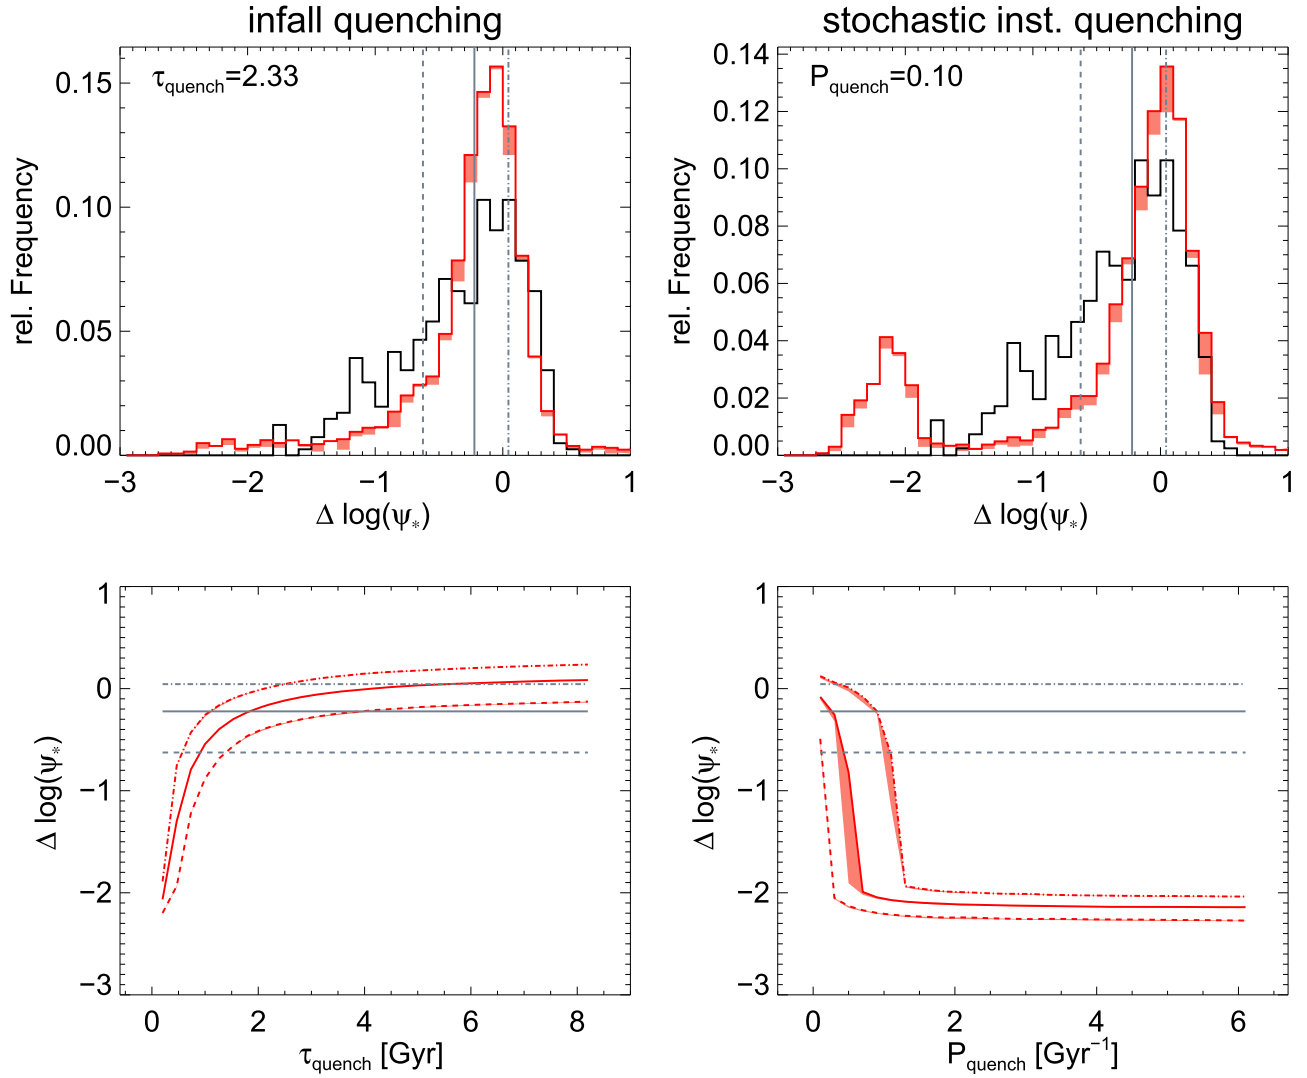 infall quenching
stochastic inst. quenching
τquench=2.33
Pquench=0.10
rel. Frequency
0.15
0.10
0.05
0.00
−3 −2 −1 0 1
Δ log(ψ*)
rel. Frequency
0.14
0.12
0.10
0.08
0.06
0.04
0.02
0.00
−3 −2 −1 0 1
Δ log(ψ*)
Δ log(ψ*)
1
0
−1
−2
−3
0 2 4 6 8
τquench [Gyr]
Δ log(ψ*)
1
0
−1
−2
−3
0 2 4 6
Pquench [Gyr−1]